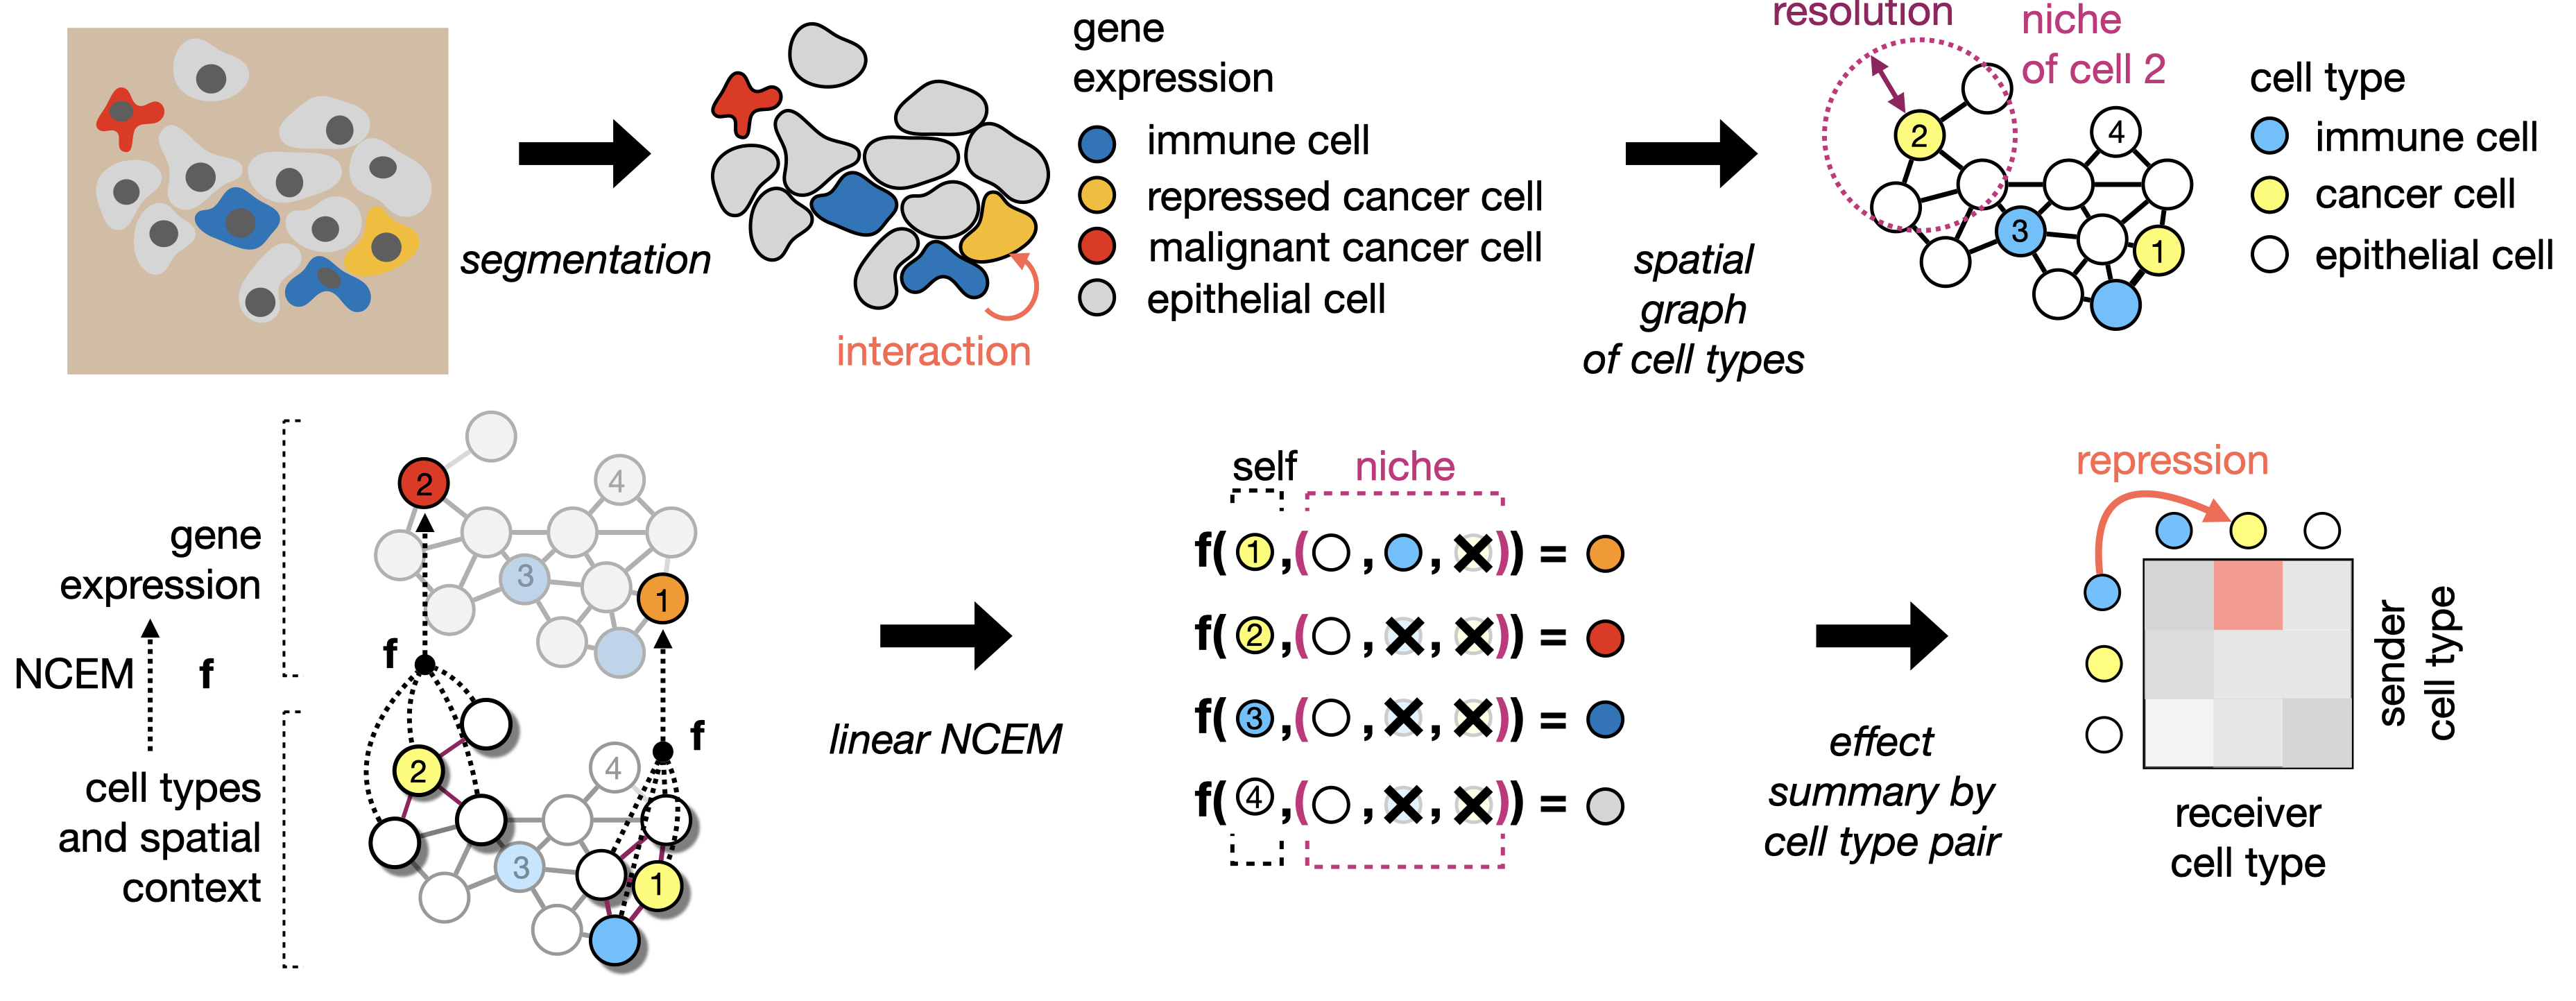 segmentation
gene
expression
immune cell
repressed cancer cell
malignant cancer cell
epithelial cell
interaction
spatial
graph
of cell types
resolution
niche
of cell 2
2
4
3
1
cell type
immune cell
cancer cell
epithelial cell
gene
expression
NCEM f
cell types
and spatial
context
2
4
3
1
f
f
2
4
3
1
linear NCEM
self niche
f( 1 ,( , , )) =
f( 2 ,( , , )) =
f( 3 ,( , , )) =
f( 4 ,( , , )) =
effect
summary by
cell type pair
repression
sender
cell type
receiver
cell type